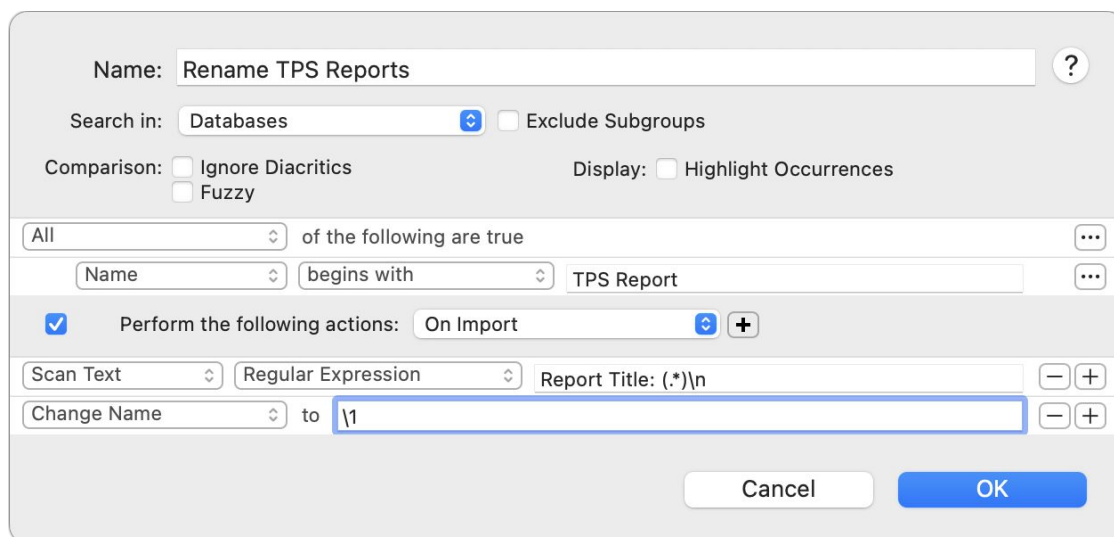 Name: Rename TPS Reports ?
Search in: Databases Exclude Subgroups
Comparison: Ignore Diacritics Display: Highlight Occurrences
Fuzzy
All of the following are true ...
Name begins with TPS Report ...
Perform the following actions: On Import +
Scan Text Regular Expression Report Title: (.*)\n − +
Change Name to \1 − +
Cancel OK